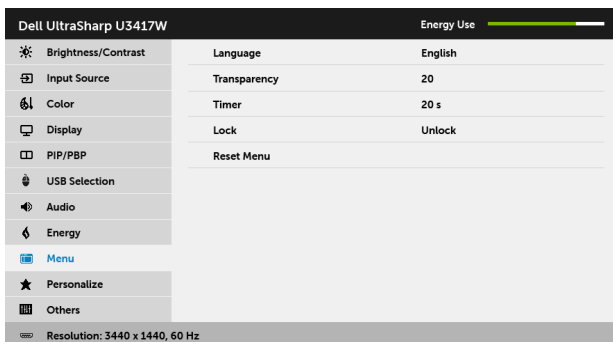 Dell UltraSharp U3417W Energy Use
Brightness/Contrast Language English
Input Source Transparency 20
Color Timer 20 s
Display Lock Unlock
PIP/PBP Reset Menu
USB Selection
Audio
Energy
Menu
Personalize
Others
Resolution: 3440 x 1440, 60 Hz